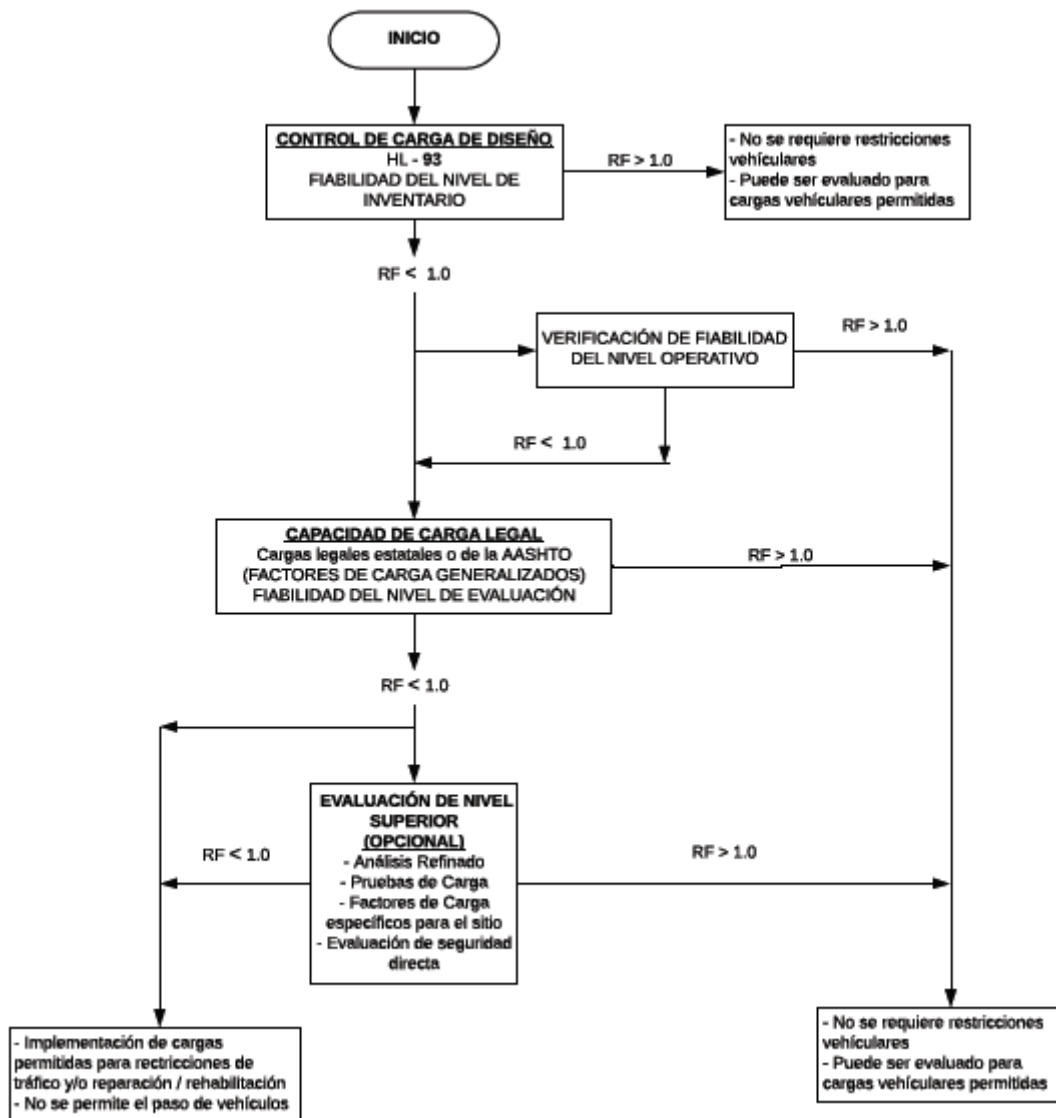 INICIO
CONTROL DE CARGA DE DISEÑO
HL - 93
FIABILIDAD DEL NIVEL DE
INVENTARIO
RF > 1.0
- No se requiere restricciones
vehículares
- Puede ser evaluado para
cargas vehículares permitidas
RF < 1.0
VERIFICACIÓN DE FIABILIDAD
DEL NIVEL OPERATIVO
RF > 1.0
RF < 1.0
CAPACIDAD DE CARGA LEGAL
Cargas legales estatales o de la AASHTO
(FACTORES DE CARGA GENERALIZADOS)
FIABILIDAD DEL NIVEL DE EVALUACIÓN
RF > 1.0
RF < 1.0
EVALUACIÓN DE NIVEL
SUPERIOR
(OPCIONAL)
- Análisis Refinado
- Pruebas de Carga
- Factores de Carga
específicos para el sitio
- Evaluación de seguridad
directa
RF < 1.0
RF > 1.0
- Implementación de cargas
permitidas para rectricciones de
tráfico y/o reparación / rehabilitación
- No se permite el paso de vehículos
- No se requiere restricciones
vehículares
- Puede ser evaluado para
cargas vehículares permitidas